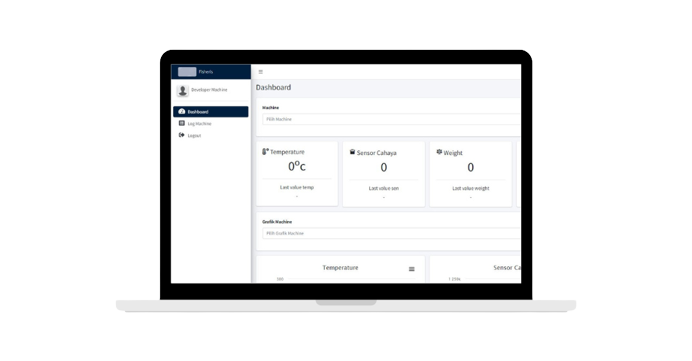 Fishery
Developer Machine
Dashboard
Log Machine
Logout
Dashboard
Machine
Pilih Machine
Temperature
0°c
Last value temp
-
Sensor Cahaya
0
Last value sen
-
Weight
0
Last value weight
-
Grafik Machine
Pilih Grafik Machine
Temperature
Sensor Ca